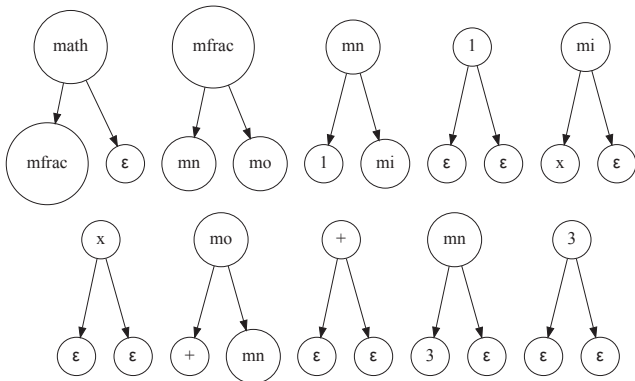 math mfrac mn 1 mi
mfrac ε mn mo 1 mi ε ε x ε
x mo + mn 3
ε ε + mn ε ε 3 ε ε ε